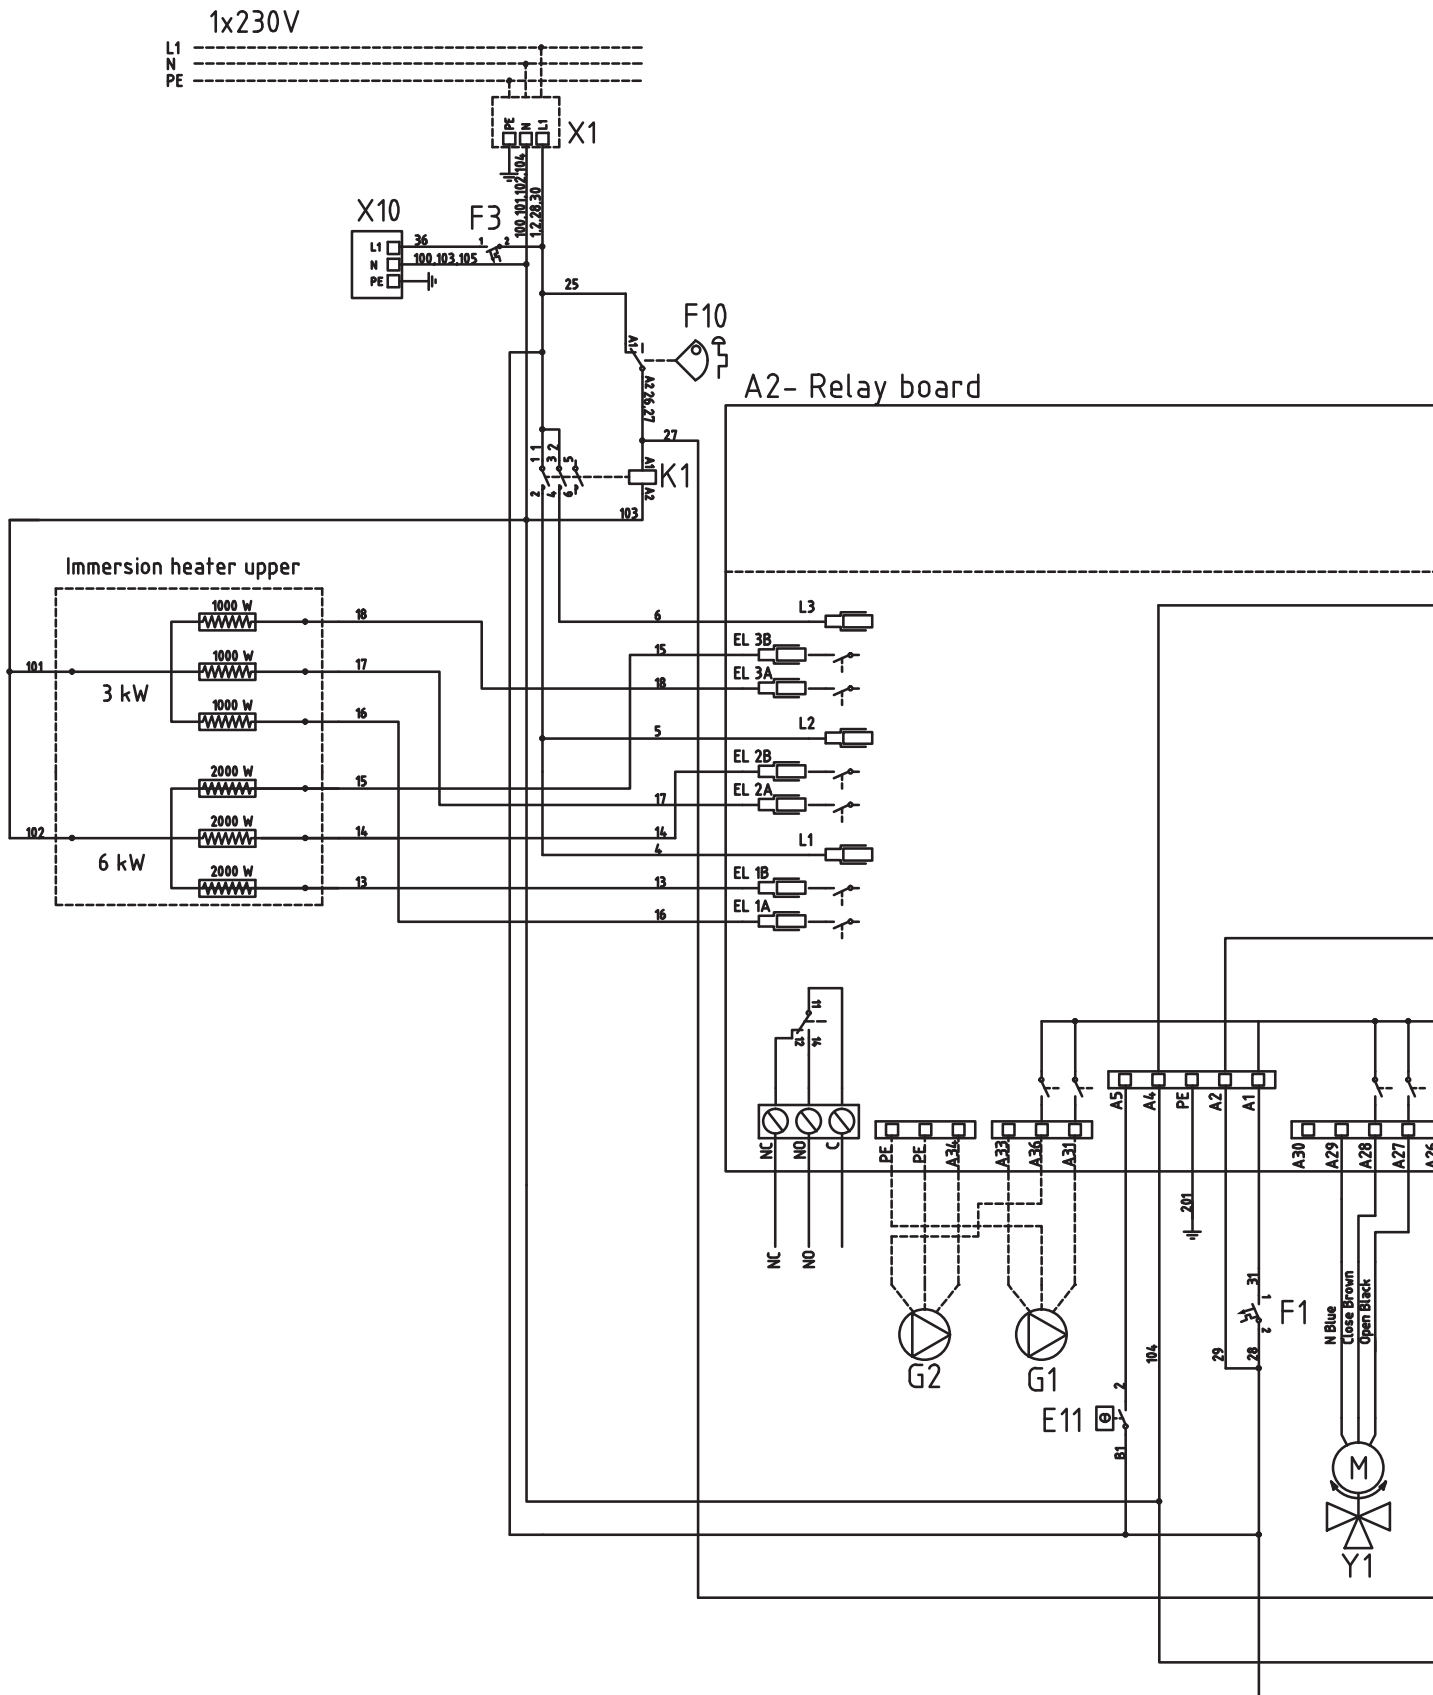 1x230V
L1
N
PE
PE
N
L1
X1
100,101,102,104
1,2,28,30
X10
F3
L1
36
1
2
N
100,103,105
PE
25
F10
A1
A2 26,27
A2- Relay board
27
1
2
1
3
5
A1
K1
2
4
6
A2
103
Immersion heater upper
1000 W
18
6
L3
EL 3B
15
1000 W
17
101
3 kW
EL 3A
18
1000 W
16
5
L2
EL 2B
2000 W
15
EL 2A
17
2000 W
14
14
102
6 kW
4
L1
2000 W
13
EL 1B
13
EL 1A
16
11
12
14
A5
A4
PE
A2
A1
NC
NO
C
PE
PE
A34
A33
A36
A31
A30
A29
A28
A27
A26
201
NC
NO
31
1
F1
2
28
29
N Blue
Close Brown
Open Black
104
G2
G1
2
E11
B1
M
Y1